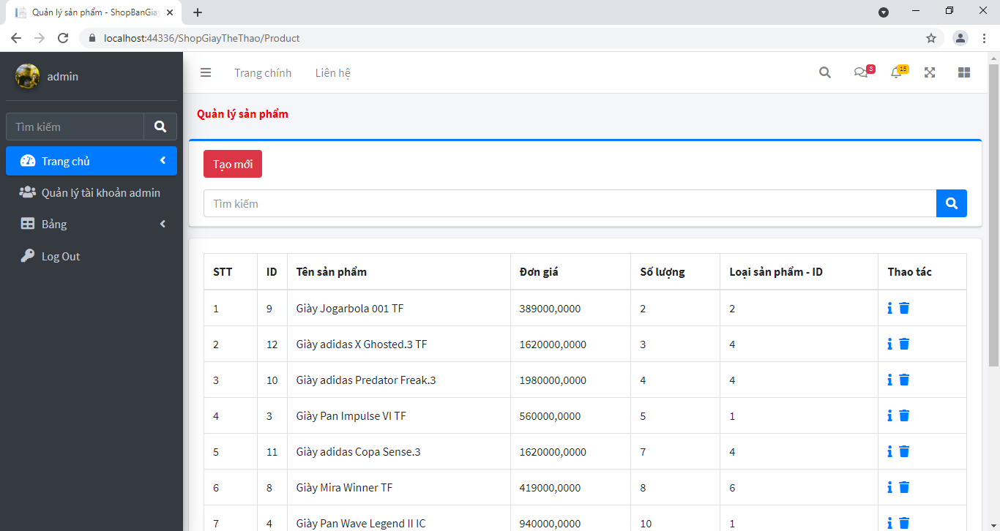 Quản lý sản phẩm - ShopBanGia
localhost:44336/ShopGiayTheThao/Product
admin
Trang chính Liên hệ
3
15
Quản lý sản phẩm
Tìm kiếm
Trang chủ
Quản lý tài khoản admin
Bảng
Log Out
Tạo mới
Tìm kiếm
STT ID Tên sản phẩm Đơn giá Số lượng Loại sản phẩm - ID Thao tác
1 9 Giày Jogarbola 001 TF 389000,0000 2 2
2 12 Giày adidas X Ghosted.3 TF 1620000,0000 3 4
3 10 Giày adidas Predator Freak.3 1980000,0000 4 4
4 3 Giày Pan Impulse VI TF 560000,0000 5 1
5 11 Giày adidas Copa Sense.3 1620000,0000 7 4
6 8 Giày Mira Winner TF 419000,0000 8 6
7 4 Giày Pan Wave Legend II IC 940000,0000 10 1